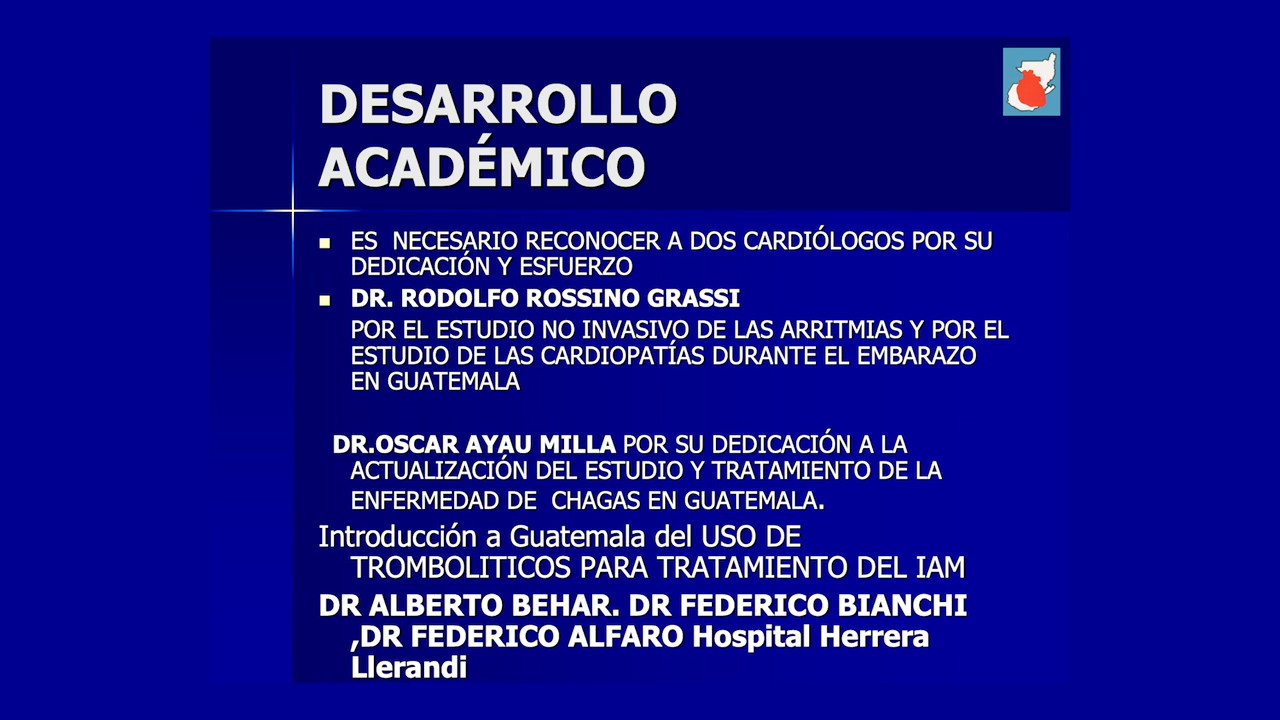 DESARROLLO
ACADÉMICO
ES NECESARIO RECONOCER A DOS CARDIÓLOGOS POR SU
DEDICACIÓN Y ESFUERZO
DR. RODOLFO ROSSINO GRASSI
POR EL ESTUDIO NO INVASIVO DE LAS ARRITMIAS Y POR EL
ESTUDIO DE LAS CARDIOPATÍAS DURANTE EL EMBARAZO
EN GUATEMALA
DR.OSCAR AYAU MILLA POR SU DEDICACIÓN A LA
ACTUALIZACIÓN DEL ESTUDIO Y TRATAMIENTO DE LA
ENFERMEDAD DE CHAGAS EN GUATEMALA.
Introducción a Guatemala del USO DE
TROMBOLITICOS PARA TRATAMIENTO DEL IAM
DR ALBERTO BEHAR. DR FEDERICO BIANCHI
,DR FEDERICO ALFARO Hospital Herrera
Llerandi